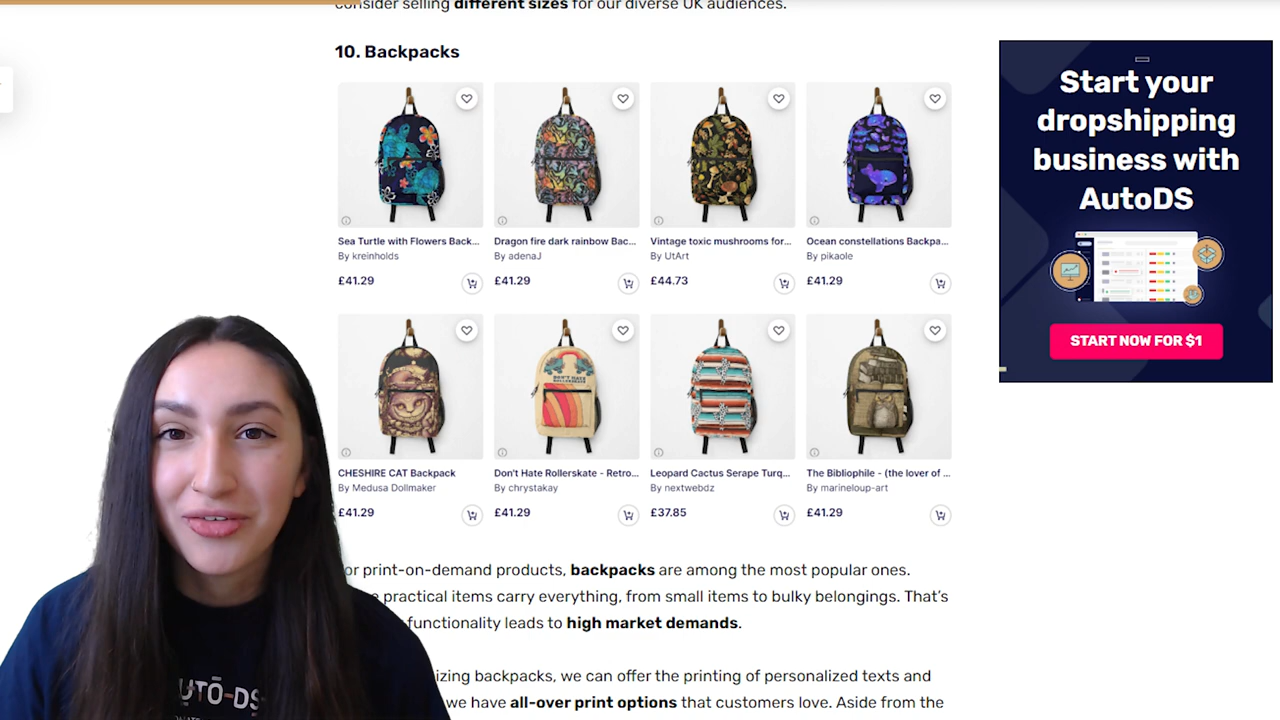 consider selling different sizes for our diverse UK audiences.
10. Backpacks
Sea Turtle with Flowers Back...
By kreinholds
£41.29
Dragon fire dark rainbow Bac...
By adenaJ
£41.29
Vintage toxic mushrooms for...
By UtArt
£44.73
Ocean constellations Backpa...
By pikaole
£41.29
CHESHIRE CAT Backpack
By Medusa Dollmaker
£41.29
DON'T HATE
ROLLERSKATE
Don't Hate Rollerskate - Retro...
By chrystakay
£41.29
Leopard Cactus Serape Turq...
By nextwebdz
£37.85
The Bibliophile - (the lover of ...
By marineloup-art
£41.29
or print-on-demand products, backpacks are among the most popular ones.
practical items carry everything, from small items to bulky belongings. That's
functionality leads to high market demands.
izing backpacks, we can offer the printing of personalized texts and
we have all-over print options that customers love. Aside from the
Start your
dropshipping
business with
AutoDS
START NOW FOR $1
UTŌ-DS